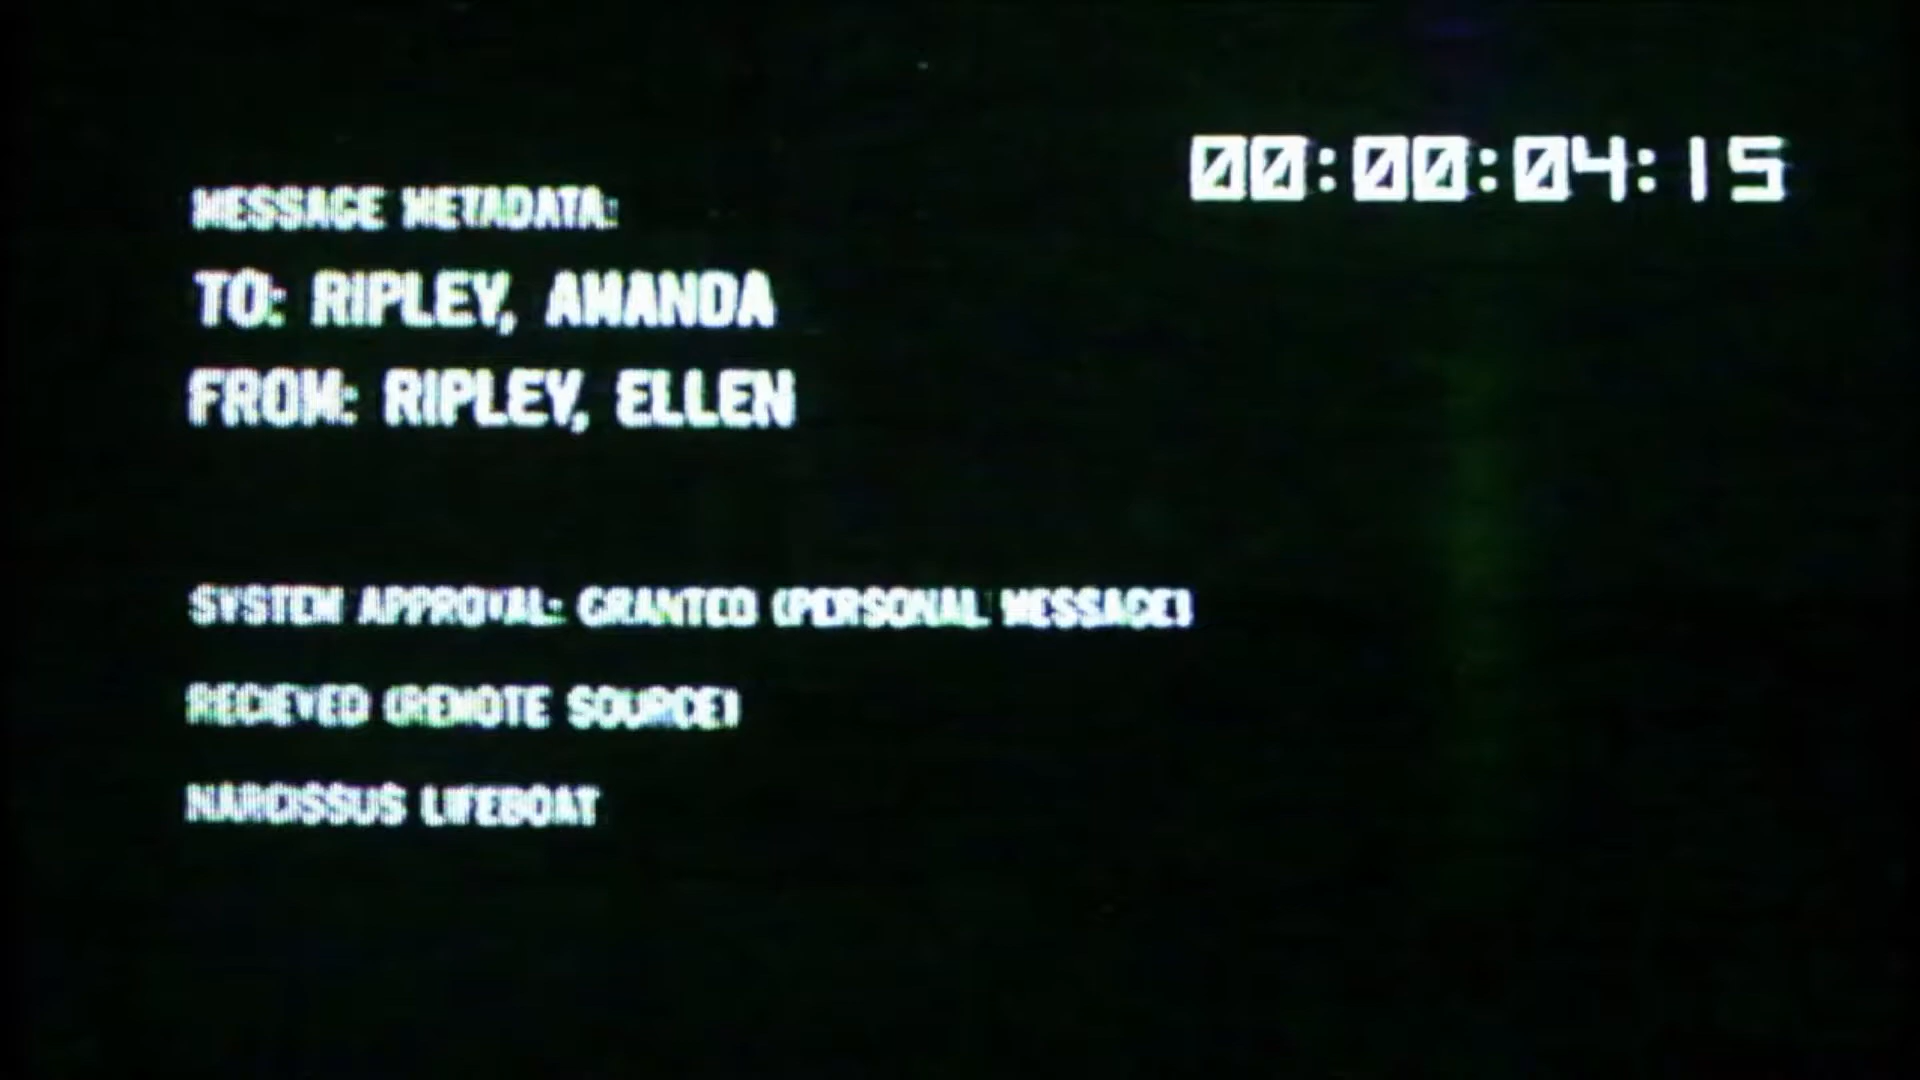 00:00:04:15
MESSAGE METADATA:
TO: RIPLEY, AMANDA
FROM: RIPLEY, ELLEN
SYSTEM APPROVAL: GRANTED (PERSONAL MESSAGE)
RECIEVED (REMOTE SOURCE)
NARCISSUS LIFEBOAT